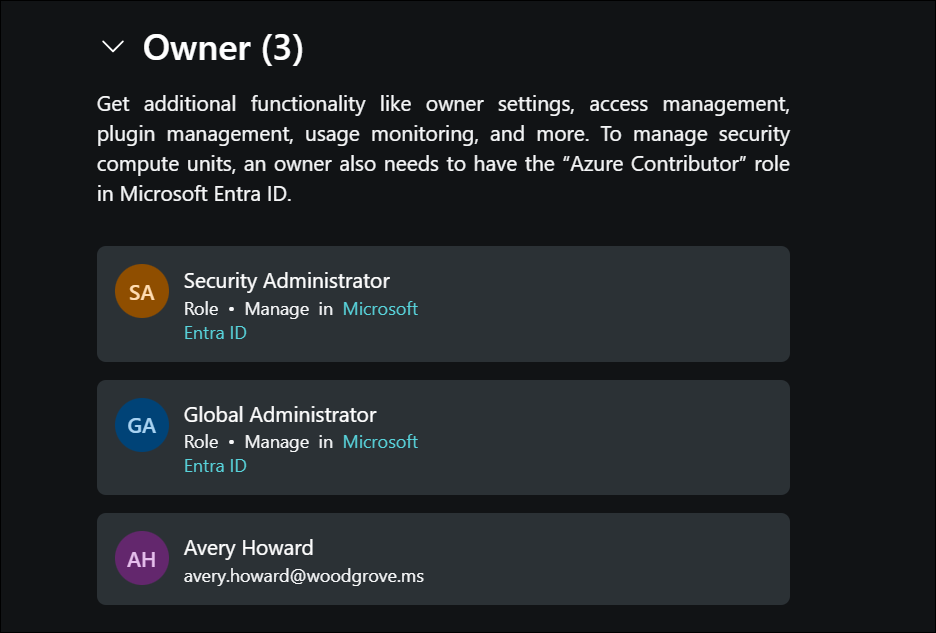 Owner (3)
Get additional functionality like owner settings, access management,
plugin management, usage monitoring, and more. To manage security
compute units, an owner also needs to have the “Azure Contributor” role
in Microsoft Entra ID.
SA
Security Administrator
Role • Manage in Microsoft
Entra ID
GA
Global Administrator
Role • Manage in Microsoft
Entra ID
AH
Avery Howard
avery.howard@woodgrove.ms